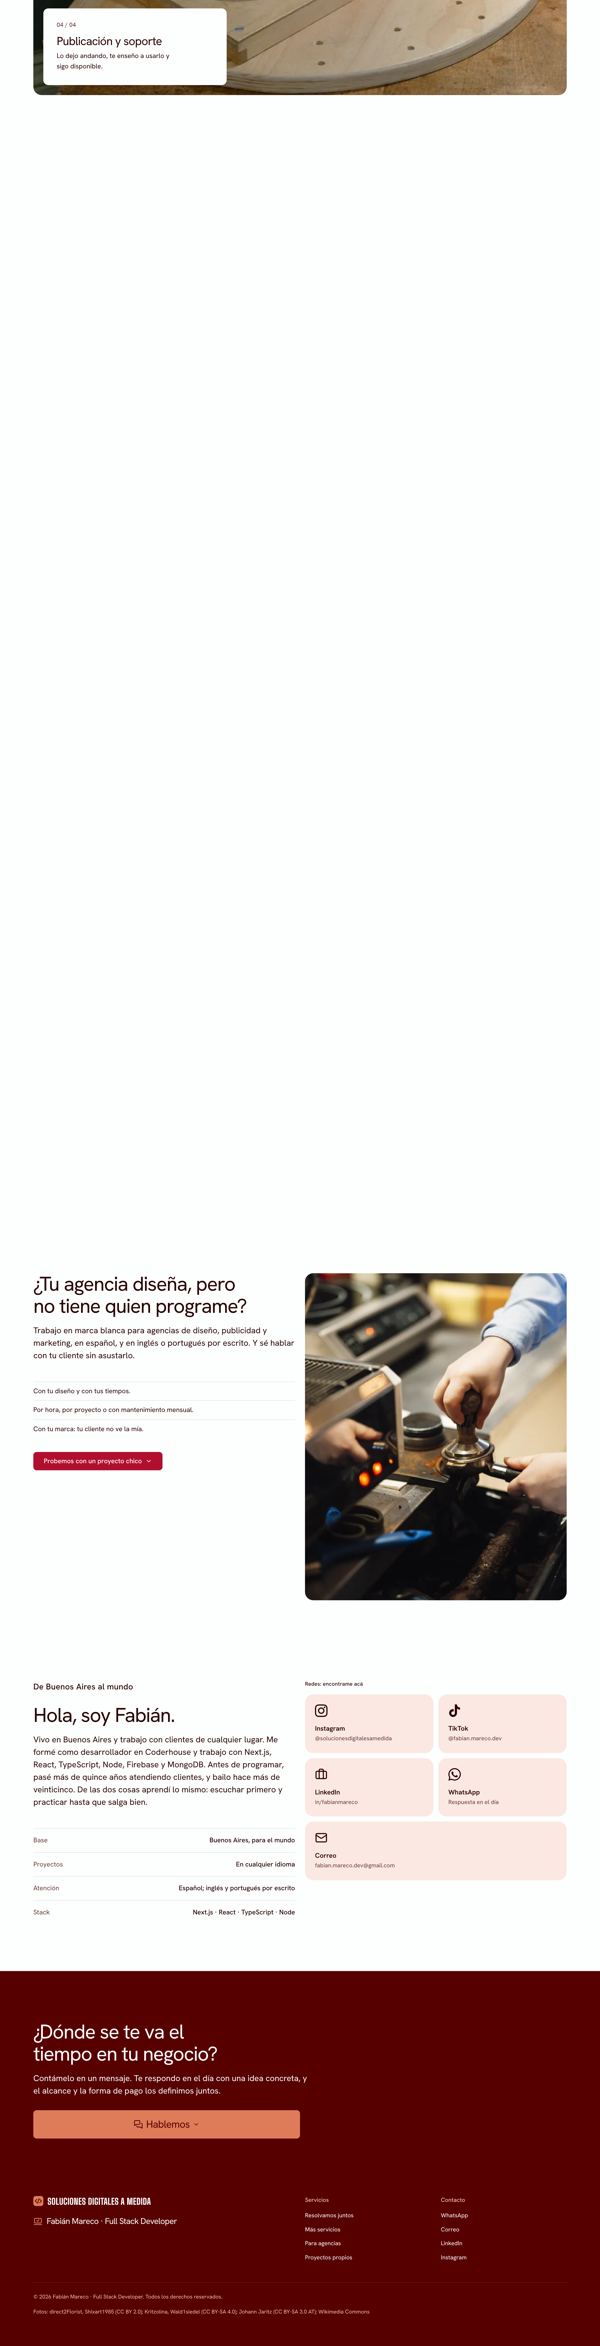 04 / 04
Publicación y soporte
Lo dejo andando, te enseño a usarlo y
sigo disponible.
¿Tu agencia diseña, pero
no tiene quien programe?
Trabajo en marca blanca para agencias de diseño, publicidad y
marketing, en español, y en inglés o portugués por escrito. Y sé hablar
con tu cliente sin asustarlo.
Con tu diseño y con tus tiempos.
Por hora, por proyecto o con mantenimiento mensual.
Con tu marca: tu cliente no ve la mía.
Probemos con un proyecto chico
De Buenos Aires al mundo
Hola, soy Fabián.
Vivo en Buenos Aires y trabajo con clientes de cualquier lugar. Me
formé como desarrollador en Coderhouse y trabajo con Next.js,
React, TypeScript, Node, Firebase y MongoDB. Antes de programar,
pasé más de quince años atendiendo clientes, y bailo hace más de
veinticinco. De las dos cosas aprendí lo mismo: escuchar primero y
practicar hasta que salga bien.
Base Buenos Aires, para el mundo
Proyectos En cualquier idioma
Atención Español; inglés y portugués por escrito
Stack Next.js · React · TypeScript · Node
Redes: encontrame acá
Instagram
@solucionesdigitalesamedida
TikTok
@fabian.mareco.dev
LinkedIn
in/fabianmareco
WhatsApp
Respuesta en el día
Correo
fabian.mareco.dev@gmail.com
¿Dónde se te va el
tiempo en tu negocio?
Contámelo en un mensaje. Te respondo en el día con una idea concreta, y
el alcance y la forma de pago los definimos juntos.
Hablemos
SOLUCIONES DIGITALES A MEDIDA
Fabián Mareco · Full Stack Developer
Servicios
Resolvamos juntos
Más servicios
Para agencias
Proyectos propios
Contacto
WhatsApp
Correo
LinkedIn
Instagram
© 2026 Fabián Mareco · Full Stack Developer. Todos los derechos reservados.
Fotos: direct2Florist, Shixart1985 (CC BY 2.0); Kritzolina, Wald1siedel (CC BY-SA 4.0); Johann Jaritz (CC BY-SA 3.0 AT); Wikimedia Commons